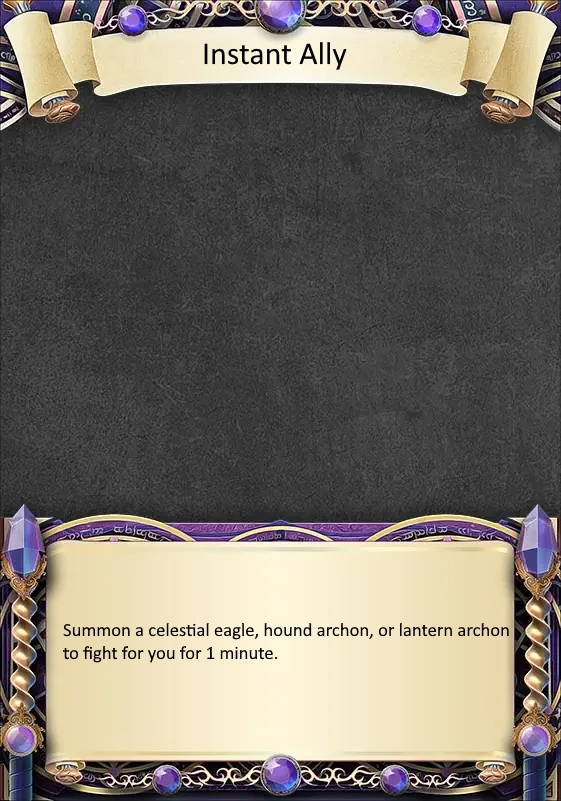 Instant Ally
Summon a celestial eagle, hound archon, or lantern archon
to fight for you for 1 minute.